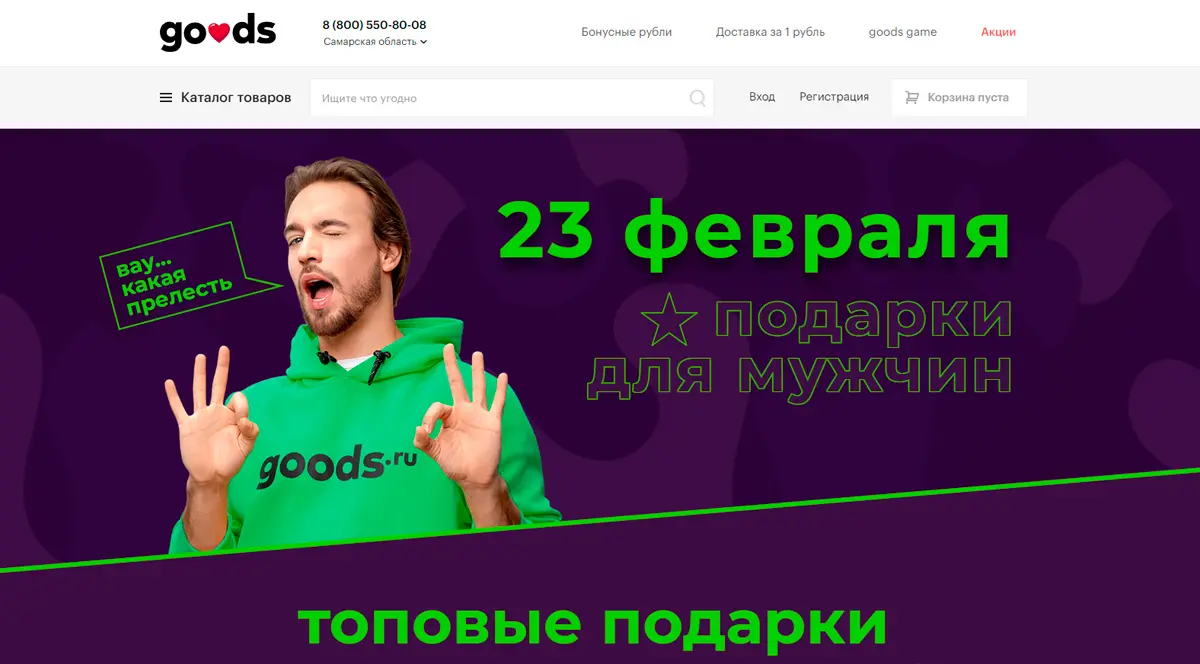 goods
8 (800) 550-80-08
Самарская область
Бонусные рубли
Доставка за 1 рубль
goods game
Акции
Каталог товаров
Ищите что угодно
Вход
Регистрация
Корзина пуста
вау...
какая
прелесть
23 февраля
подарки
для мужчин
goods.ru
топовые подарки